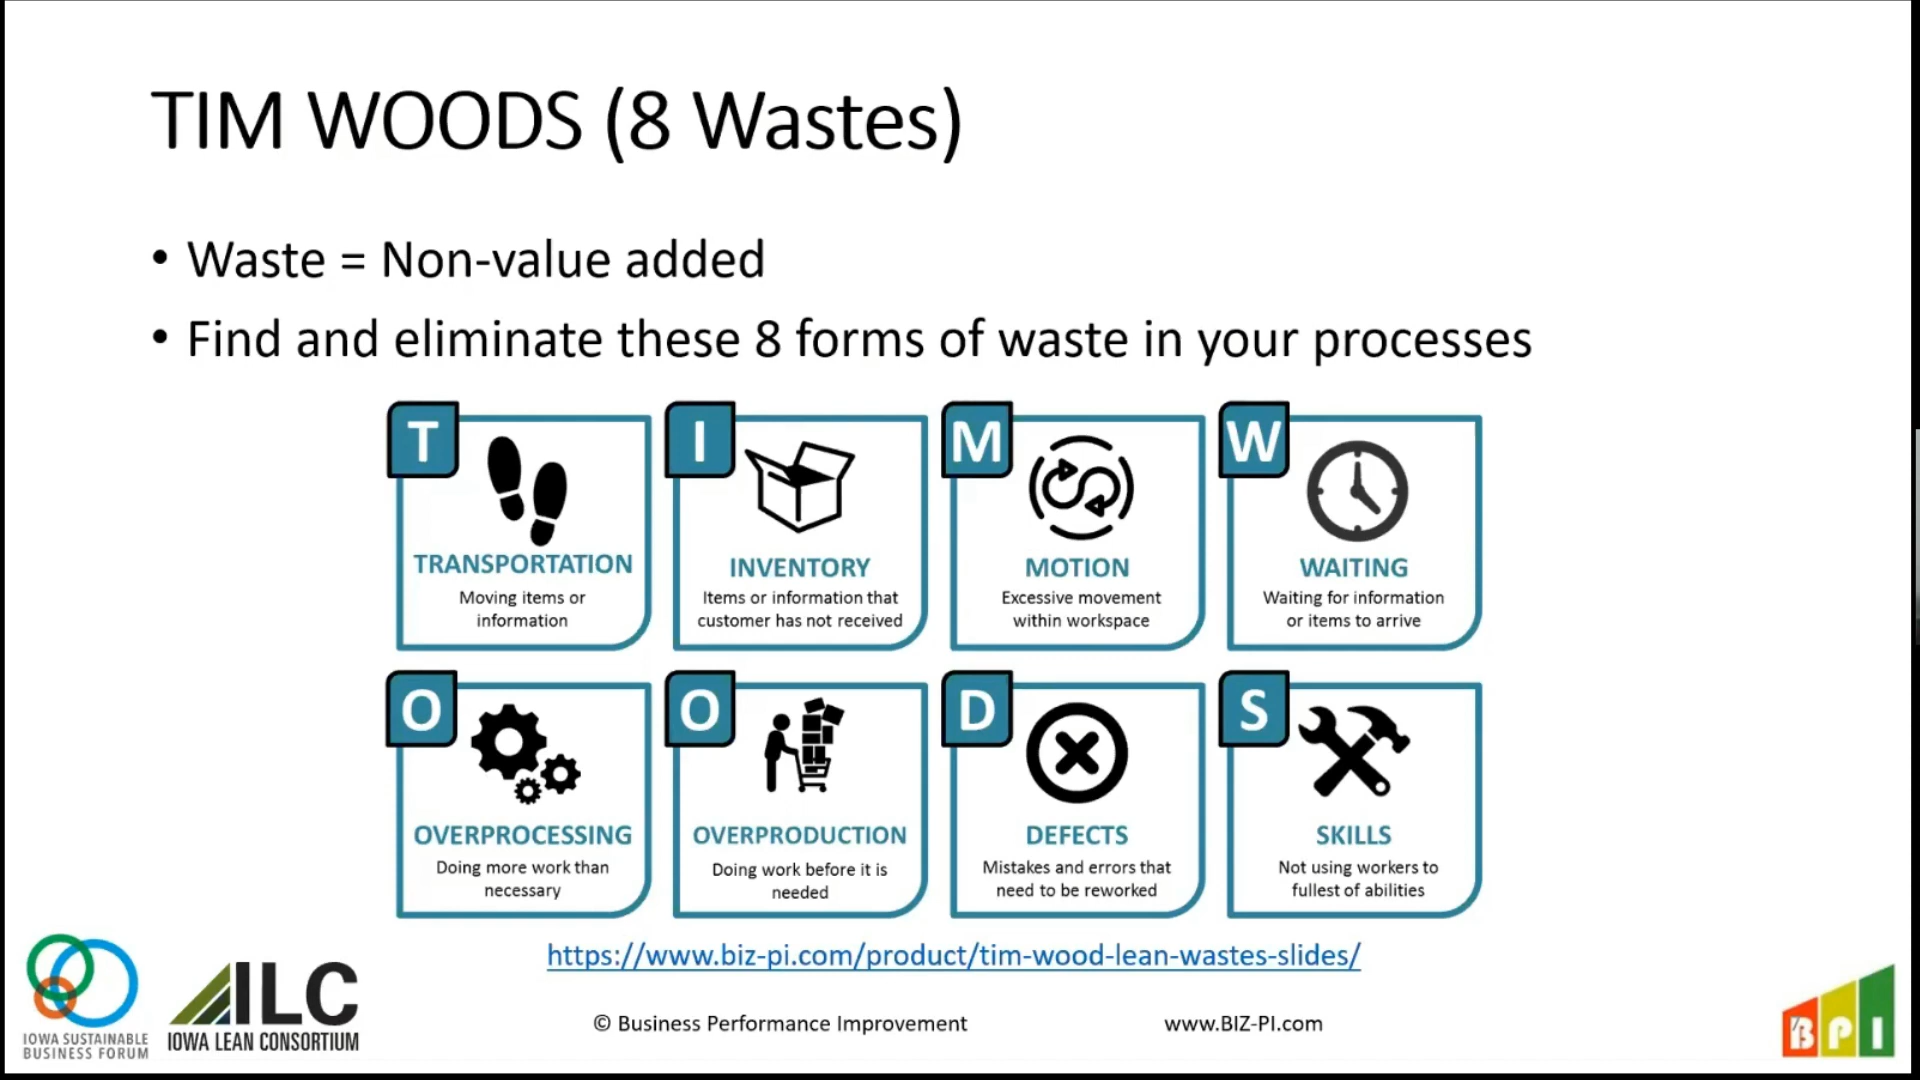 TIM WOODS (8 Wastes)
• Waste = Non-value added
• Find and eliminate these 8 forms of waste in your processes
T
TRANSPORTATION
Moving items or
information
I
INVENTORY
Items or information that
customer has not received
M
MOTION
Excessive movement
within workspace
W
WAITING
Waiting for information
or items to arrive
O
OVERPROCESSING
Doing more work than
necessary
O
OVERPRODUCTION
Doing work before it is
needed
D
DEFECTS
Mistakes and errors that
need to be reworked
S
SKILLS
Not using workers to
fullest of abilities
https://www.biz-pi.com/product/tim-wood-lean-wastes-slides/
IOWA SUSTAINABLE
BUSINESS FORUM
ILC
IOWA LEAN CONSORTIUM
© Business Performance Improvement
www.BIZ-PI.com
BPI